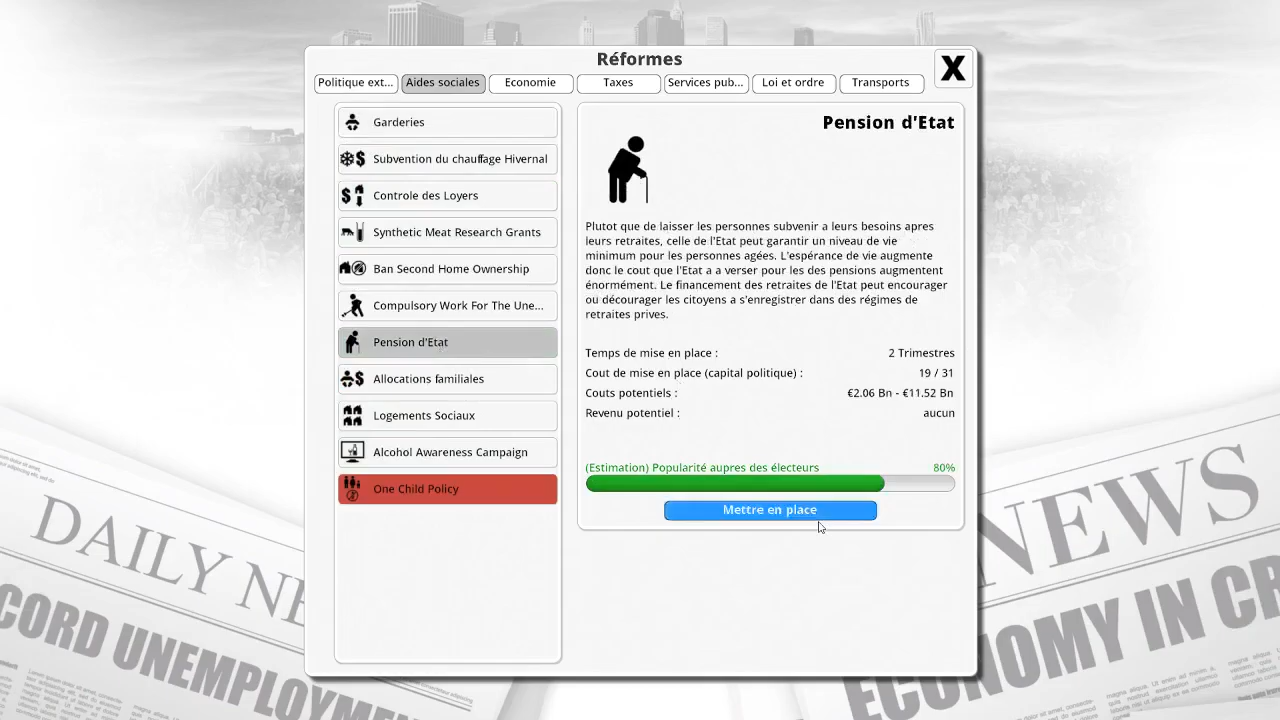 Réformes
X
Politique ext...
Aides sociales
Economie
Taxes
Services pub...
Loi et ordre
Transports
Garderies
Subvention du chauffage Hivernal
Controle des Loyers
Synthetic Meat Research Grants
Ban Second Home Ownership
Compulsory Work For The Une...
Pension d'Etat
Allocations familiales
Logements Sociaux
Alcohol Awareness Campaign
One Child Policy
Pension d'Etat
Plutot que de laisser les personnes subvenir a leurs besoins apres
leurs retraites, celle de l'Etat peut garantir un niveau de vie
minimum pour les personnes agées. L'espérance de vie augmente
donc le cout que l'Etat a a verser pour les des pensions augmentent
énormément. Le financement des retraites de l'Etat peut encourager
ou décourager les citoyens a s'enregistrer dans des régimes de
retraites prives.
Temps de mise en place : 2 Trimestres
Cout de mise en place (capital politique) : 19 / 31
Couts potentiels : €2.06 Bn - €11.52 Bn
Revenu potentiel : aucun
(Estimation) Popularité aupres des électeurs 80%
Mettre en place
DAILY NE
CORD UNEMPLOYM
NEWS
ECONOMY IN CR